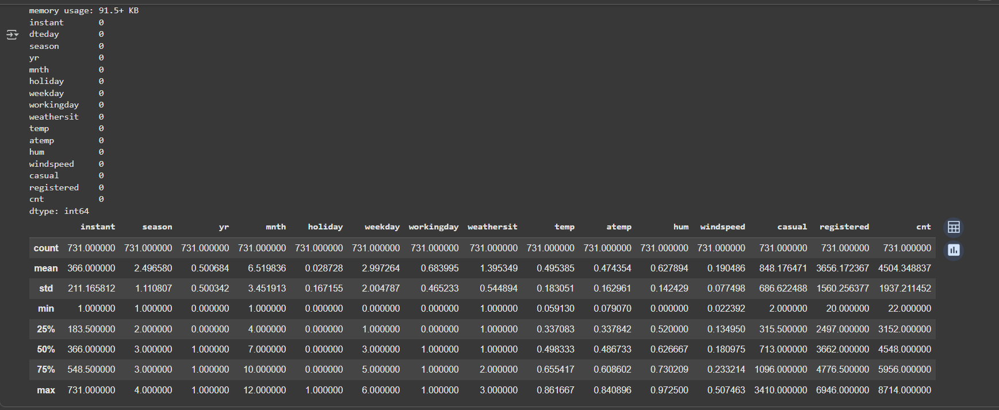 memory usage: 91.5+ KB
instant 0
dteday 0
season 0
yr 0
mnth 0
holiday 0
weekday 0
workingday 0
weathersit 0
temp 0
atemp 0
hum 0
windspeed 0
casual 0
registered 0
cnt 0
dtype: int64
instant season yr mnth holiday weekday workingday weathersit temp atemp hum windspeed casual registered cnt
count 731.000000 731.000000 731.000000 731.000000 731.000000 731.000000 731.000000 731.000000 731.000000 731.000000 731.000000 731.000000 731.000000 731.000000 731.000000
mean 366.000000 2.496580 0.500684 6.519836 0.028728 2.997264 0.683995 1.395349 0.495385 0.474354 0.627894 0.190486 848.176471 3656.172367 4504.348837
std 211.165812 1.110807 0.500342 3.451913 0.167155 2.004787 0.465233 0.544894 0.183051 0.162961 0.142429 0.077498 686.622488 1560.256377 1937.211452
min 1.000000 1.000000 0.000000 1.000000 0.000000 0.000000 0.000000 1.000000 0.059130 0.079070 0.000000 0.022392 2.000000 20.000000 22.000000
25% 183.500000 2.000000 0.000000 4.000000 0.000000 1.000000 0.000000 1.000000 0.337083 0.337842 0.520000 0.134950 315.500000 2497.000000 3152.000000
50% 366.000000 3.000000 1.000000 7.000000 0.000000 3.000000 1.000000 1.000000 0.498333 0.486733 0.626667 0.180975 713.000000 3662.000000 4548.000000
75% 548.500000 3.000000 1.000000 10.000000 0.000000 5.000000 1.000000 2.000000 0.655417 0.608602 0.730209 0.233214 1096.000000 4776.500000 5956.000000
max 731.000000 4.000000 1.000000 12.000000 1.000000 6.000000 1.000000 3.000000 0.861667 0.840896 0.972500 0.507463 3410.000000 6946.000000 8714.000000